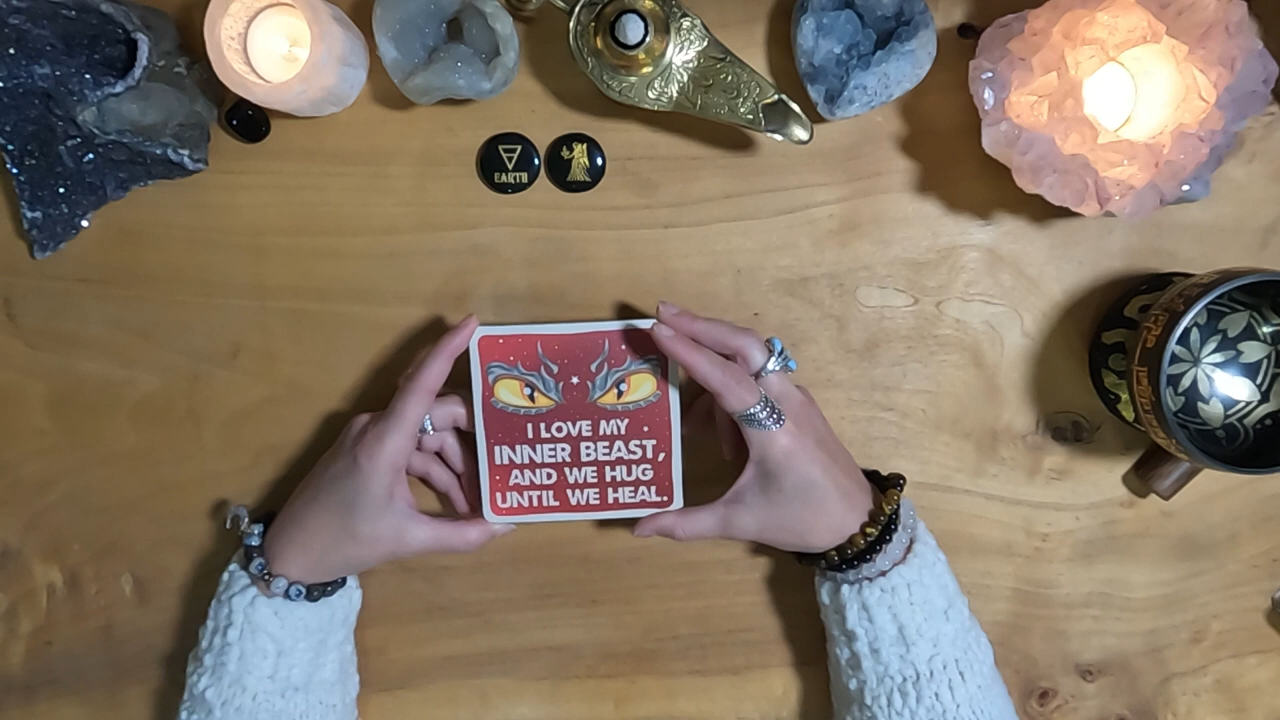 EARTH
I LOVE MY
INNER BEAST,
AND WE HUG
UNTIL WE HEAL.